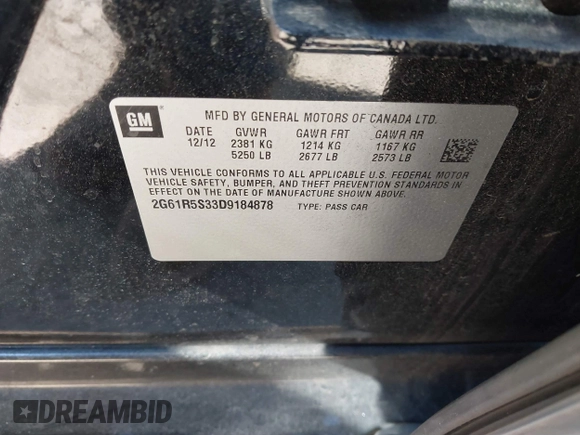 GM
MFD BY GENERAL MOTORS OF CANADA LTD.
DATE GVWR GAWR FRT GAWR RR
12/12 2381 KG 1214 KG 1167 KG
5250 LB 2677 LB 2573 LB
THIS VEHICLE CONFORMS TO ALL APPLICABLE U.S. FEDERAL MOTOR
VEHICLE SAFETY, BUMPER, AND THEFT PREVENTION STANDARDS IN
EFFECT ON THE DATE OF MANUFACTURE SHOWN ABOVE.
2G61R5S33D9184878 TYPE: PASS CAR
DREAMBID